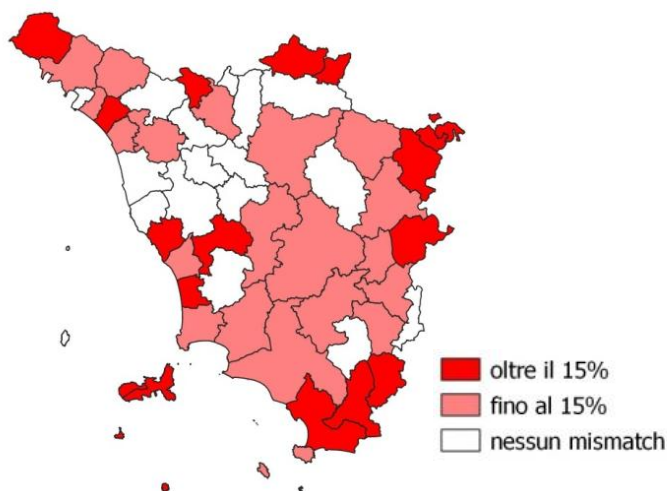 oltre il 15%
fino al 15%
nessun mismatch